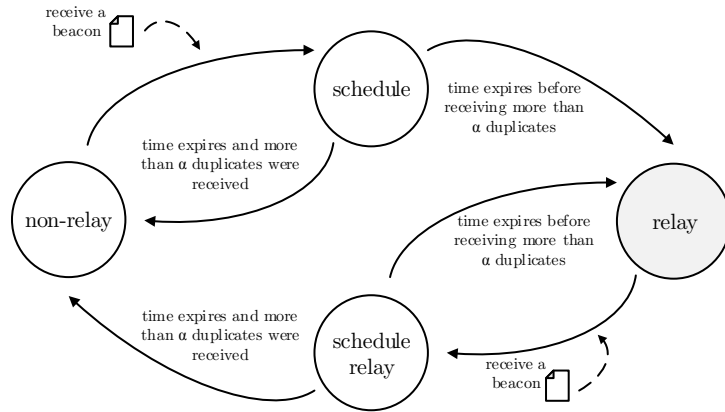 receive a
beacon
schedule
time expires before
receiving more than
α duplicates
time expires and more
than α duplicates were
received
non-relay
relay
time expires before
receiving more than
α duplicates
time expires and more
than α duplicates were
received
schedule
relay
receive a
beacon